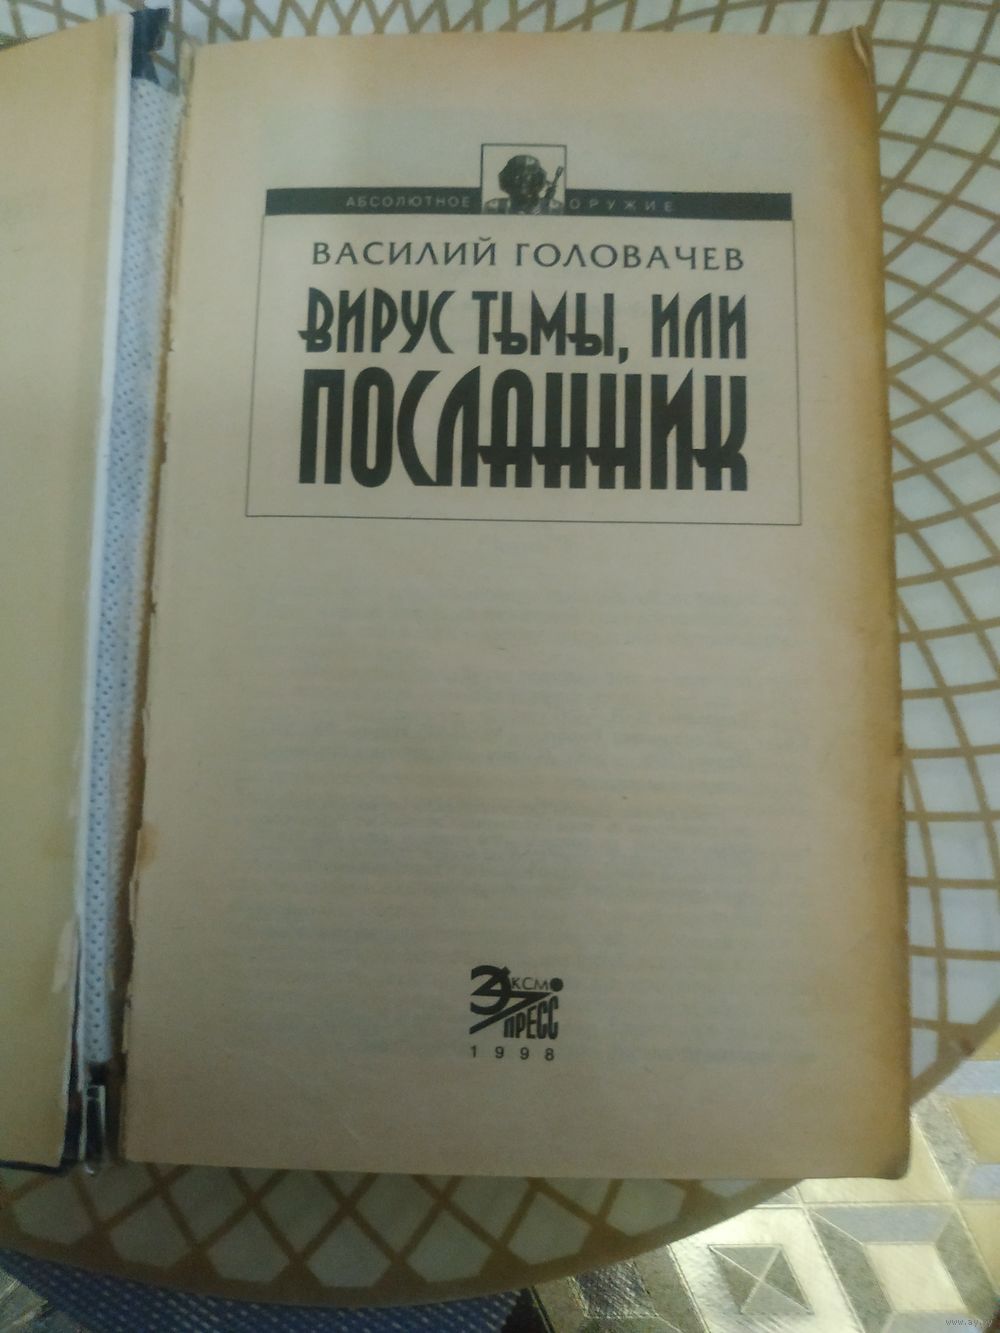 АБСОЛЮТНОЕ ОРУЖИЕ
ВАСИЛИЙ ГОЛОВАЧЕВ
ВИРУС ТЬМЫ, ИЛИ
ПОСЛАННИК
ЭКСМО
ПРЕСС
1998